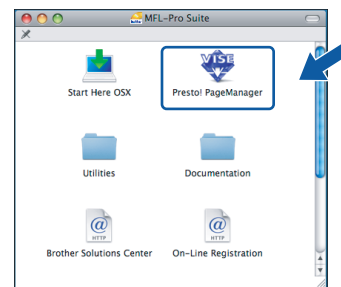 MFL-Pro Suite
VISE
Start Here OSX
Presto! PageManager
Utilities
Documentation
@
HTTP
@
HTTP
Brother Solutions Center
On-Line Registration